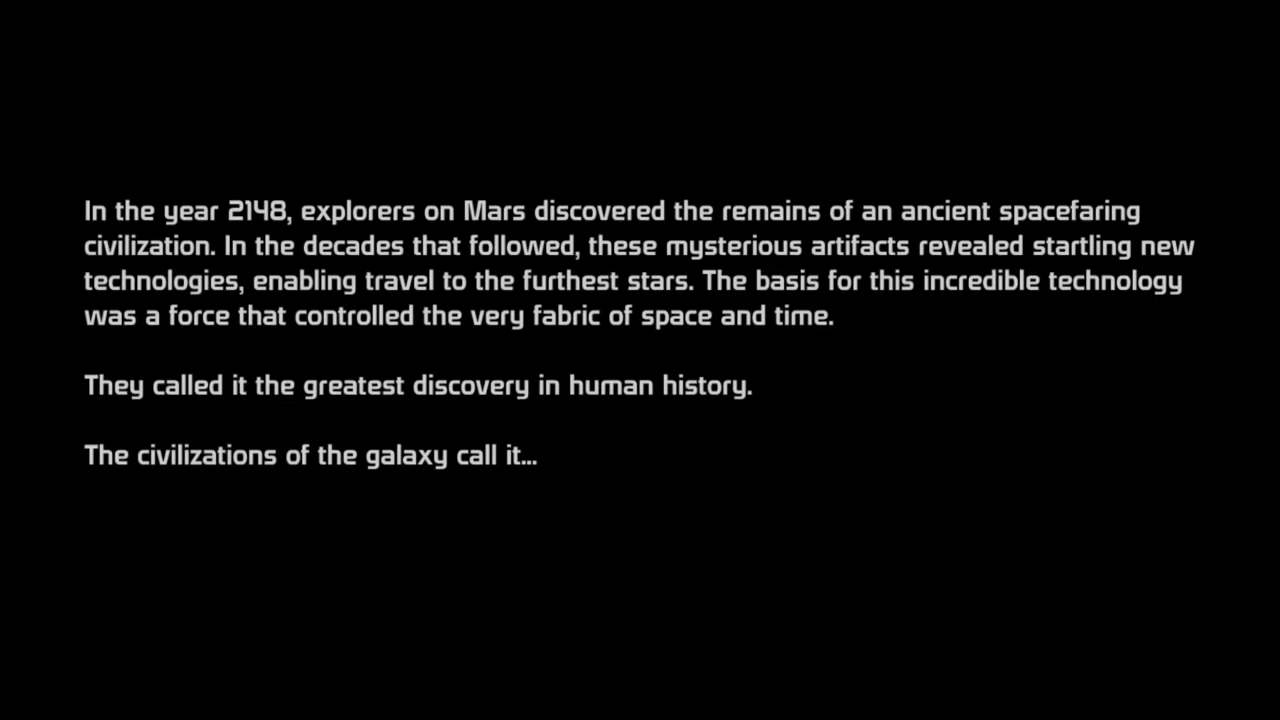 In the year 2148, explorers on Mars discovered the remains of an ancient spacefaring
civilization. In the decades that followed, these mysterious artifacts revealed startling new
technologies, enabling travel to the furthest stars. The basis for this incredible technology
was a force that controlled the very fabric of space and time.
They called it the greatest discovery in human history.
The civilizations of the galaxy call it...